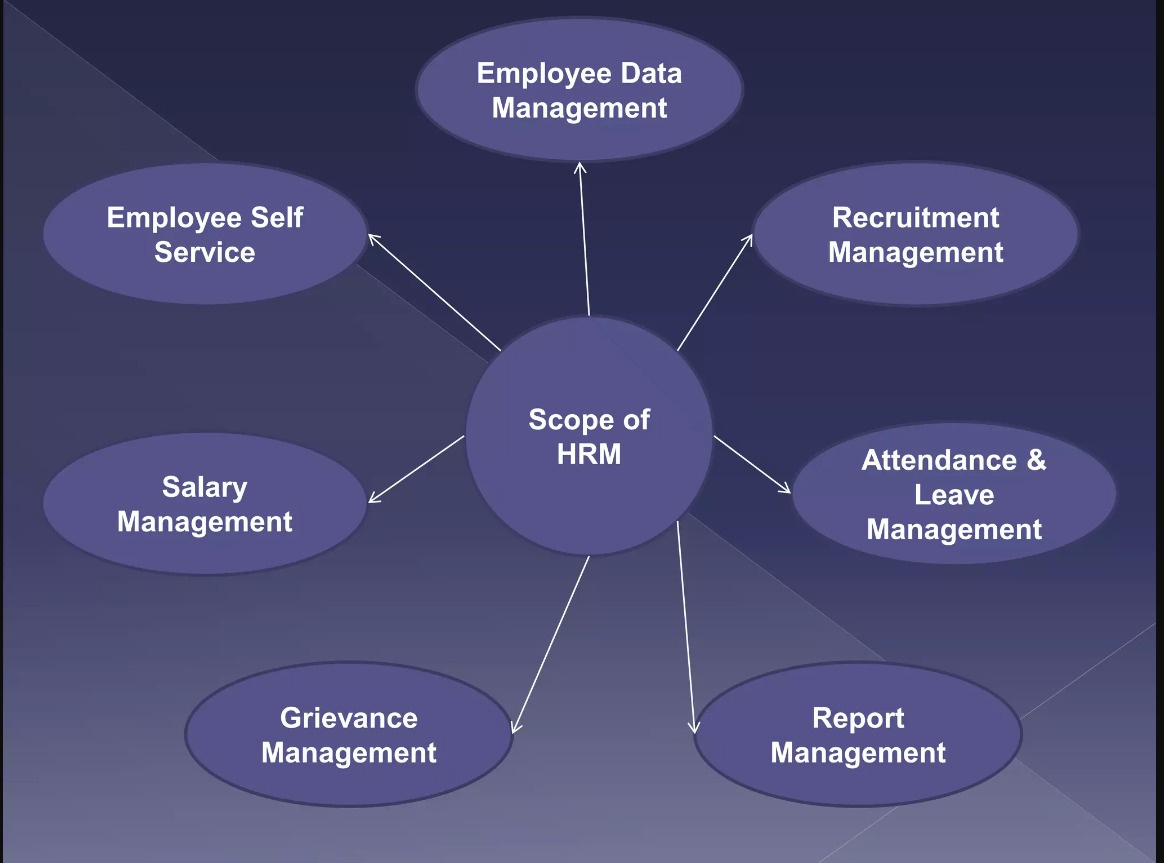 Employee Data
Management
Employee Self
Service
Recruitment
Management
Scope of
HRM
Salary
Management
Attendance &
Leave
Management
Grievance
Management
Report
Management